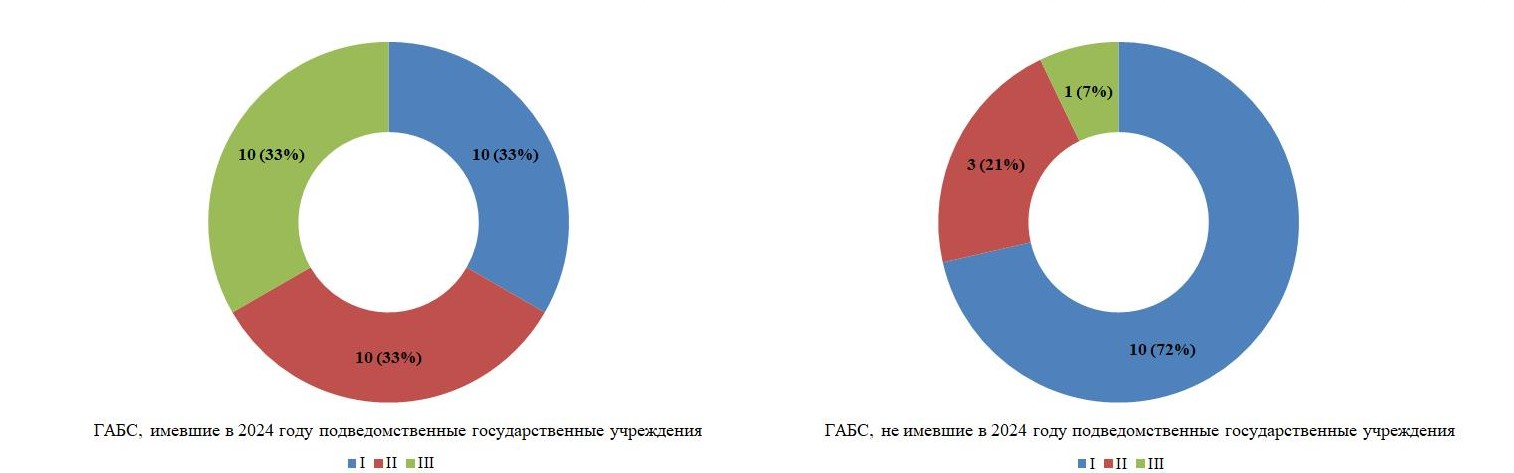 10 (33%)
10 (33%)
10 (33%)
ГАБС, имевшие в 2024 году подведомственные государственные учреждения
I II III
1 (7%)
3 (21%)
10 (72%)
ГАБС, не имевшие в 2024 году подведомственные государственные учреждения
I II III